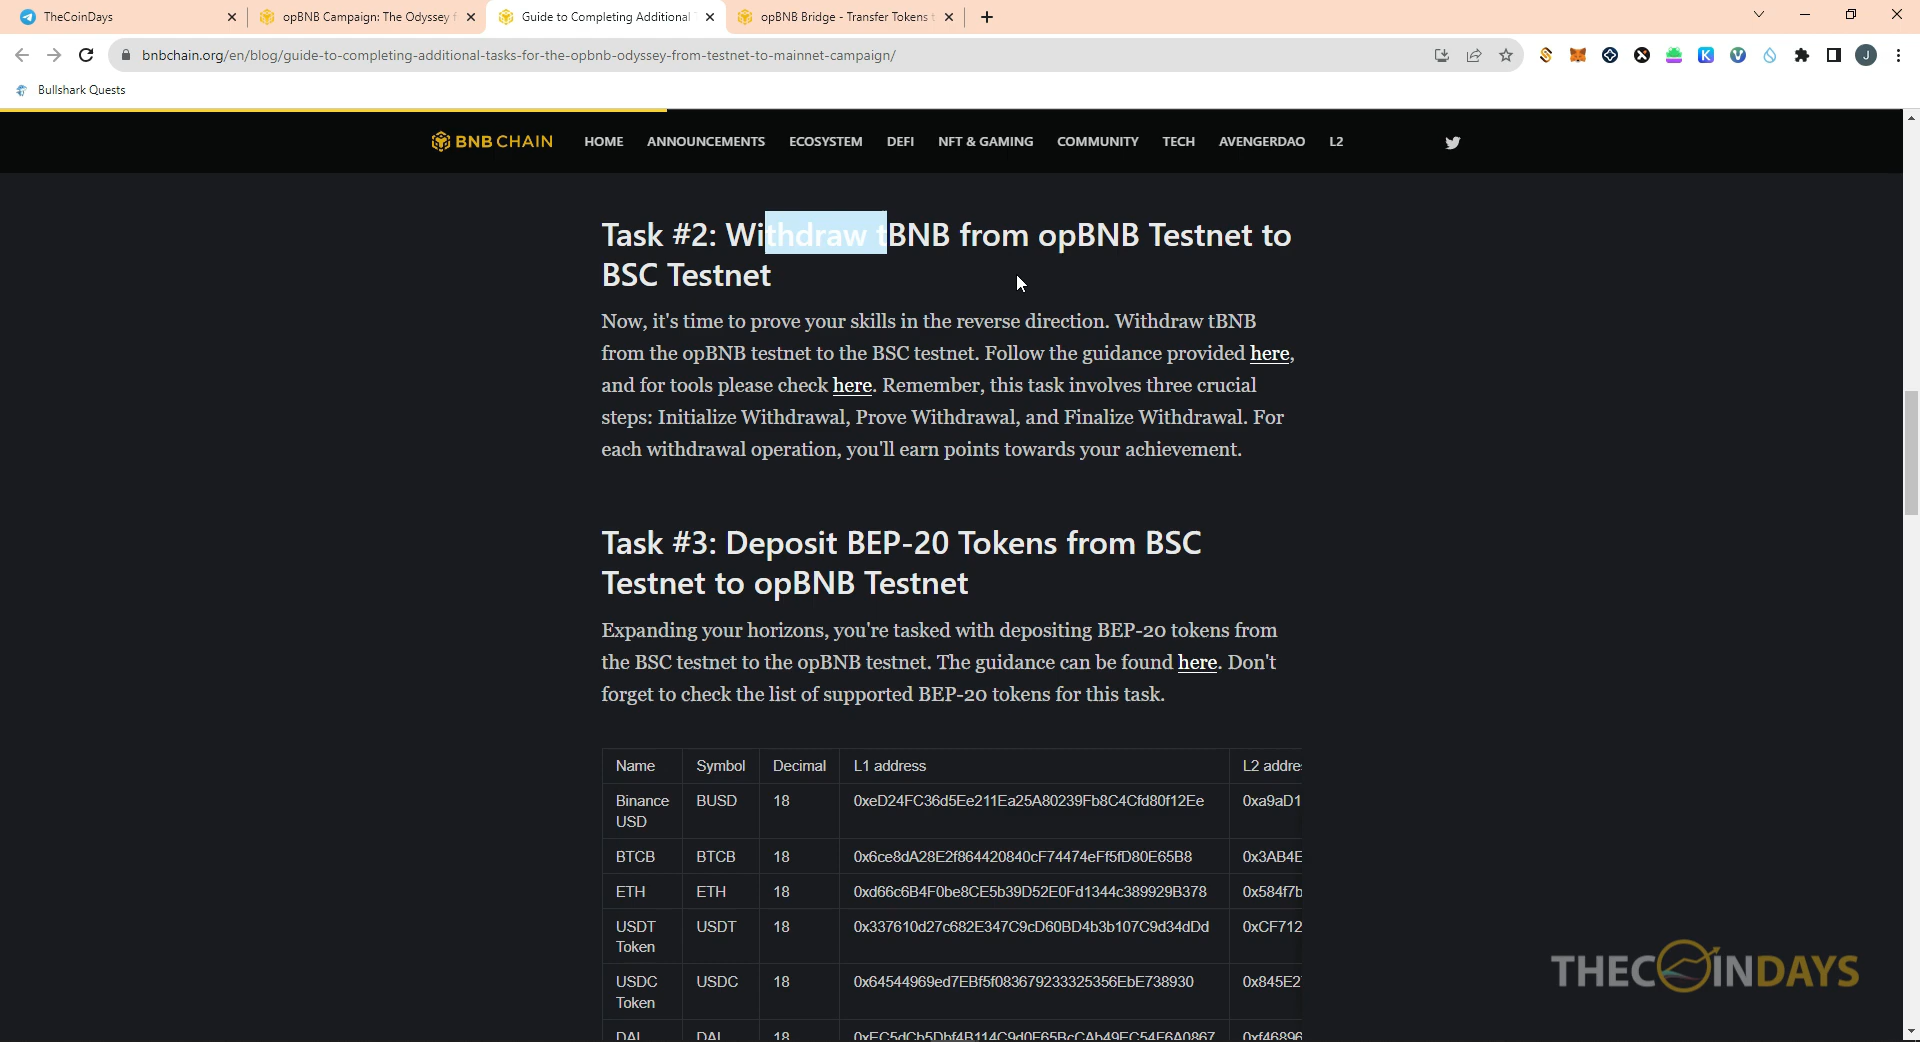 TheCoinDays
opBNB Campaign: The Odyssey f
Guide to Completing Additional
opBNB Bridge - Transfer Tokens
bnbchain.org/en/blog/guide-to-completing-additional-tasks-for-the-opbnb-odyssey-from-testnet-to-mainnet-campaign/
J
Bullshark Quests
BNB CHAIN HOME ANNOUNCEMENTS ECOSYSTEM DEFI NFT & GAMING COMMUNITY TECH AVENGERDAO L2
Task #2: Withdraw tBNB from opBNB Testnet to
BSC Testnet
Now, it's time to prove your skills in the reverse direction. Withdraw tBNB
from the opBNB testnet to the BSC testnet. Follow the guidance provided here,
and for tools please check here. Remember, this task involves three crucial
steps: Initialize Withdrawal, Prove Withdrawal, and Finalize Withdrawal. For
each withdrawal operation, you'll earn points towards your achievement.
Task #3: Deposit BEP-20 Tokens from BSC
Testnet to opBNB Testnet
Expanding your horizons, you're tasked with depositing BEP-20 tokens from
the BSC testnet to the opBNB testnet. The guidance can be found here. Don't
forget to check the list of supported BEP-20 tokens for this task.
Name Symbol Decimal L1 address L2 addre
Binance BUSD 18 0xeD24FC36d5Ee211Ea25A80239Fb8C4Cfd80f12Ee 0xa9aD1
USD
BTCB BTCB 18 0x6ce8dA28E2f864420840cF74474eFf5fD80E65B8 0x3AB4E
ETH ETH 18 0xd66c6B4F0be8CE5b39D52E0Fd1344c389929B378 0x584f7b
USDT USDT 18 0x337610d27c682E347C9cD60BD4b3b107C9d34dDd 0xCF712
Token
USDC USDC 18 0x64544969ed7EBf5f083679233325356EbE738930 0x845E2
Token
DAI DAI 18 0xEC5dCb5Dbf4B114C9d0F65BcCAb49EC54F6A0867 0xf46896
THECOINDAYS